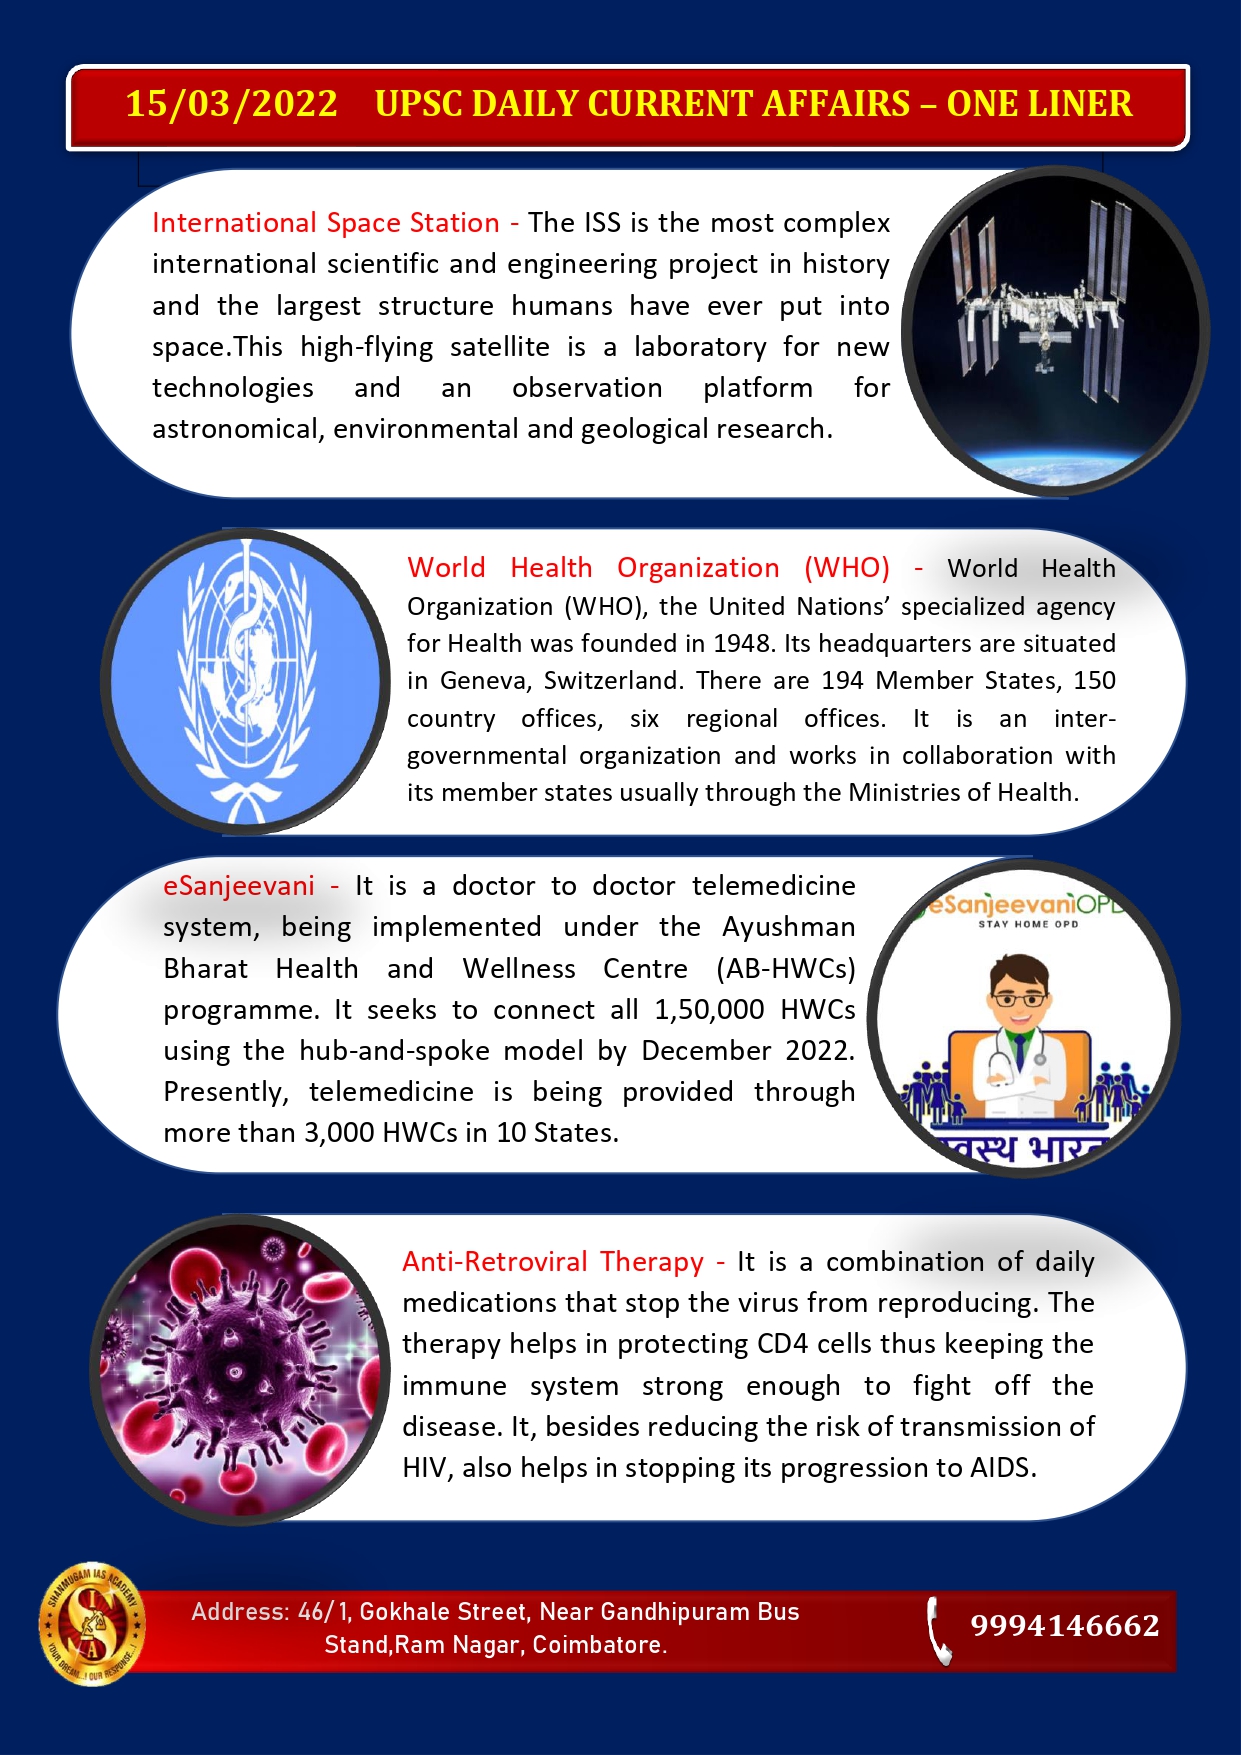 15/03/2022 UPSC DAILY CURRENT AFFAIRS – ONE LINER
International Space Station - The ISS is the most complex
international scientific and engineering project in history
and the largest structure humans have ever put into
space.This high-flying satellite is a laboratory for new
technologies and an observation platform for
astronomical, environmental and geological research.
World Health Organization (WHO) - World Health
Organization (WHO), the United Nations’ specialized agency
for Health was founded in 1948. Its headquarters are situated
in Geneva, Switzerland. There are 194 Member States, 150
country offices, six regional offices. It is an inter-
governmental organization and works in collaboration with
its member states usually through the Ministries of Health.
eSanjeevani - It is a doctor to doctor telemedicine
system, being implemented under the Ayushman
Bharat Health and Wellness Centre (AB-HWCs)
programme. It seeks to connect all 1,50,000 HWCs
using the hub-and-spoke model by December 2022.
Presently, telemedicine is being provided through
more than 3,000 HWCs in 10 States.
eSanjeevaniOPD
STAY HOME OPD
स्वस्थ भारत
Anti-Retroviral Therapy - It is a combination of daily
medications that stop the virus from reproducing. The
therapy helps in protecting CD4 cells thus keeping the
immune system strong enough to fight off the
disease. It, besides reducing the risk of transmission of
HIV, also helps in stopping its progression to AIDS.
SHANMUGAM IAS ACADEMY
SIA
YOUR DREAM...! OUR RESPONSE...!
Address: 46/1, Gokhale Street, Near Gandhipuram Bus
Stand,Ram Nagar, Coimbatore.
9994146662